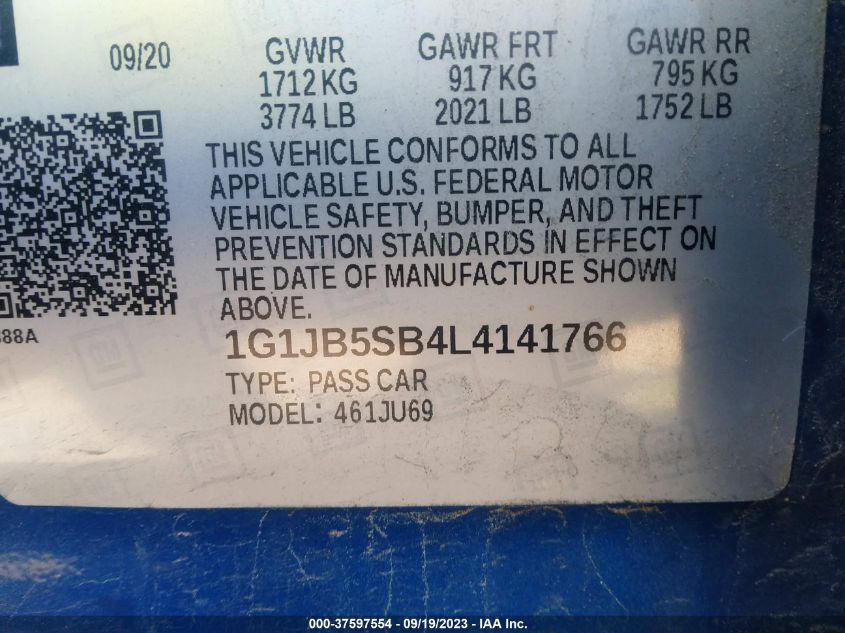 09/20 GVWR GAWR FRT GAWR RR
1712 KG 917 KG 795 KG
3774 LB 2021 LB 1752 LB
THIS VEHICLE CONFORMS TO ALL
APPLICABLE U.S. FEDERAL MOTOR
VEHICLE SAFETY, BUMPER, AND THEFT
PREVENTION STANDARDS IN EFFECT ON
THE DATE OF MANUFACTURE SHOWN
ABOVE.
88A
1G1JB5SB4L4141766
TYPE: PASS CAR
MODEL: 461JU69
000-37597554 - 09/19/2023 - IAA Inc.